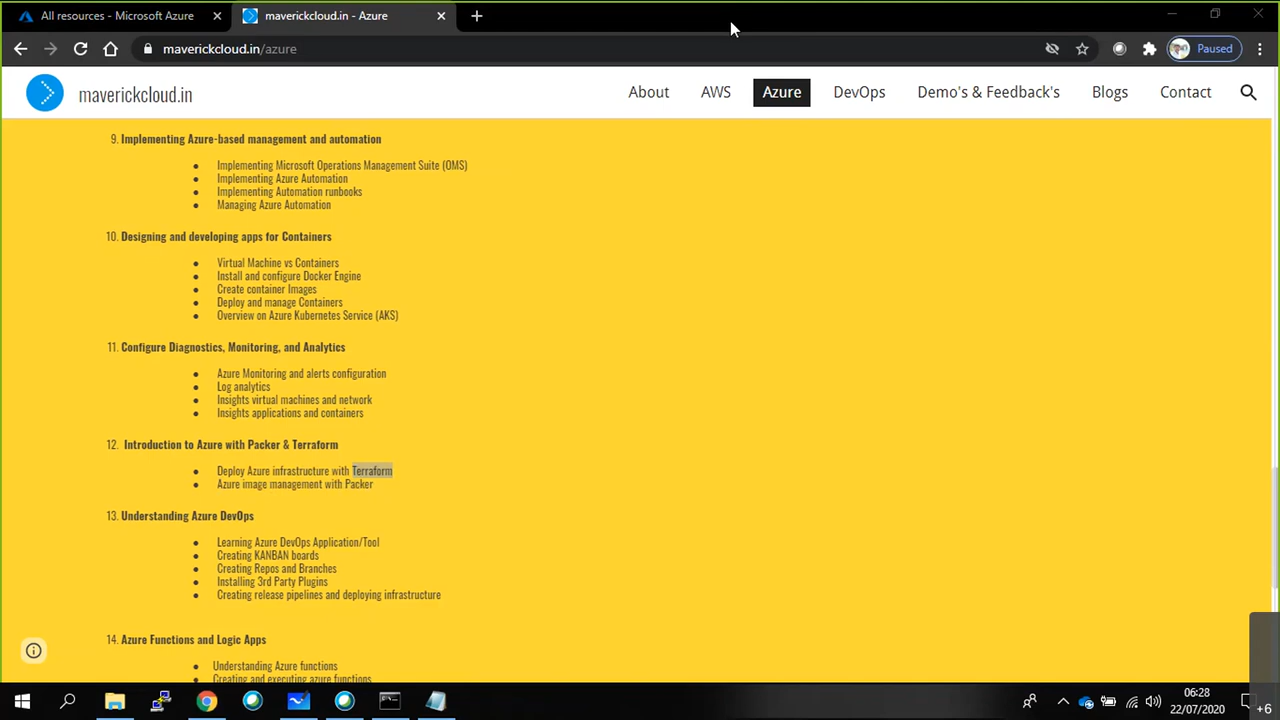 All resources - Microsoft Azure
maverickcloud.in - Azure
maverickcloud.in/azure
Paused
maverickcloud.in
About
AWS
Azure
DevOps
Demo's & Feedback's
Blogs
Contact
9. Implementing Azure-based management and automation
● Implementing Microsoft Operations Management Suite (OMS)
● Implementing Azure Automation
● Implementing Automation runbooks
● Managing Azure Automation
10. Designing and developing apps for Containers
● Virtual Machine vs Containers
● Install and configure Docker Engine
● Create container Images
● Deploy and manage Containers
● Overview on Azure Kubernetes Service (AKS)
11. Configure Diagnostics, Monitoring, and Analytics
● Azure Monitoring and alerts configuration
● Log analytics
● Insights virtual machines and network
● Insights applications and containers
12. Introduction to Azure with Packer & Terraform
● Deploy Azure infrastructure with Terraform
● Azure image management with Packer
13. Understanding Azure DevOps
● Learning Azure DevOps Application/Tool
● Creating KANBAN boards
● Creating Repos and Branches
● Installing 3rd Party Plugins
● Creating release pipelines and deploying infrastructure
14. Azure Functions and Logic Apps
● Understanding Azure functions
● Creating and executing azure functions
06:28
22/07/2020
+6